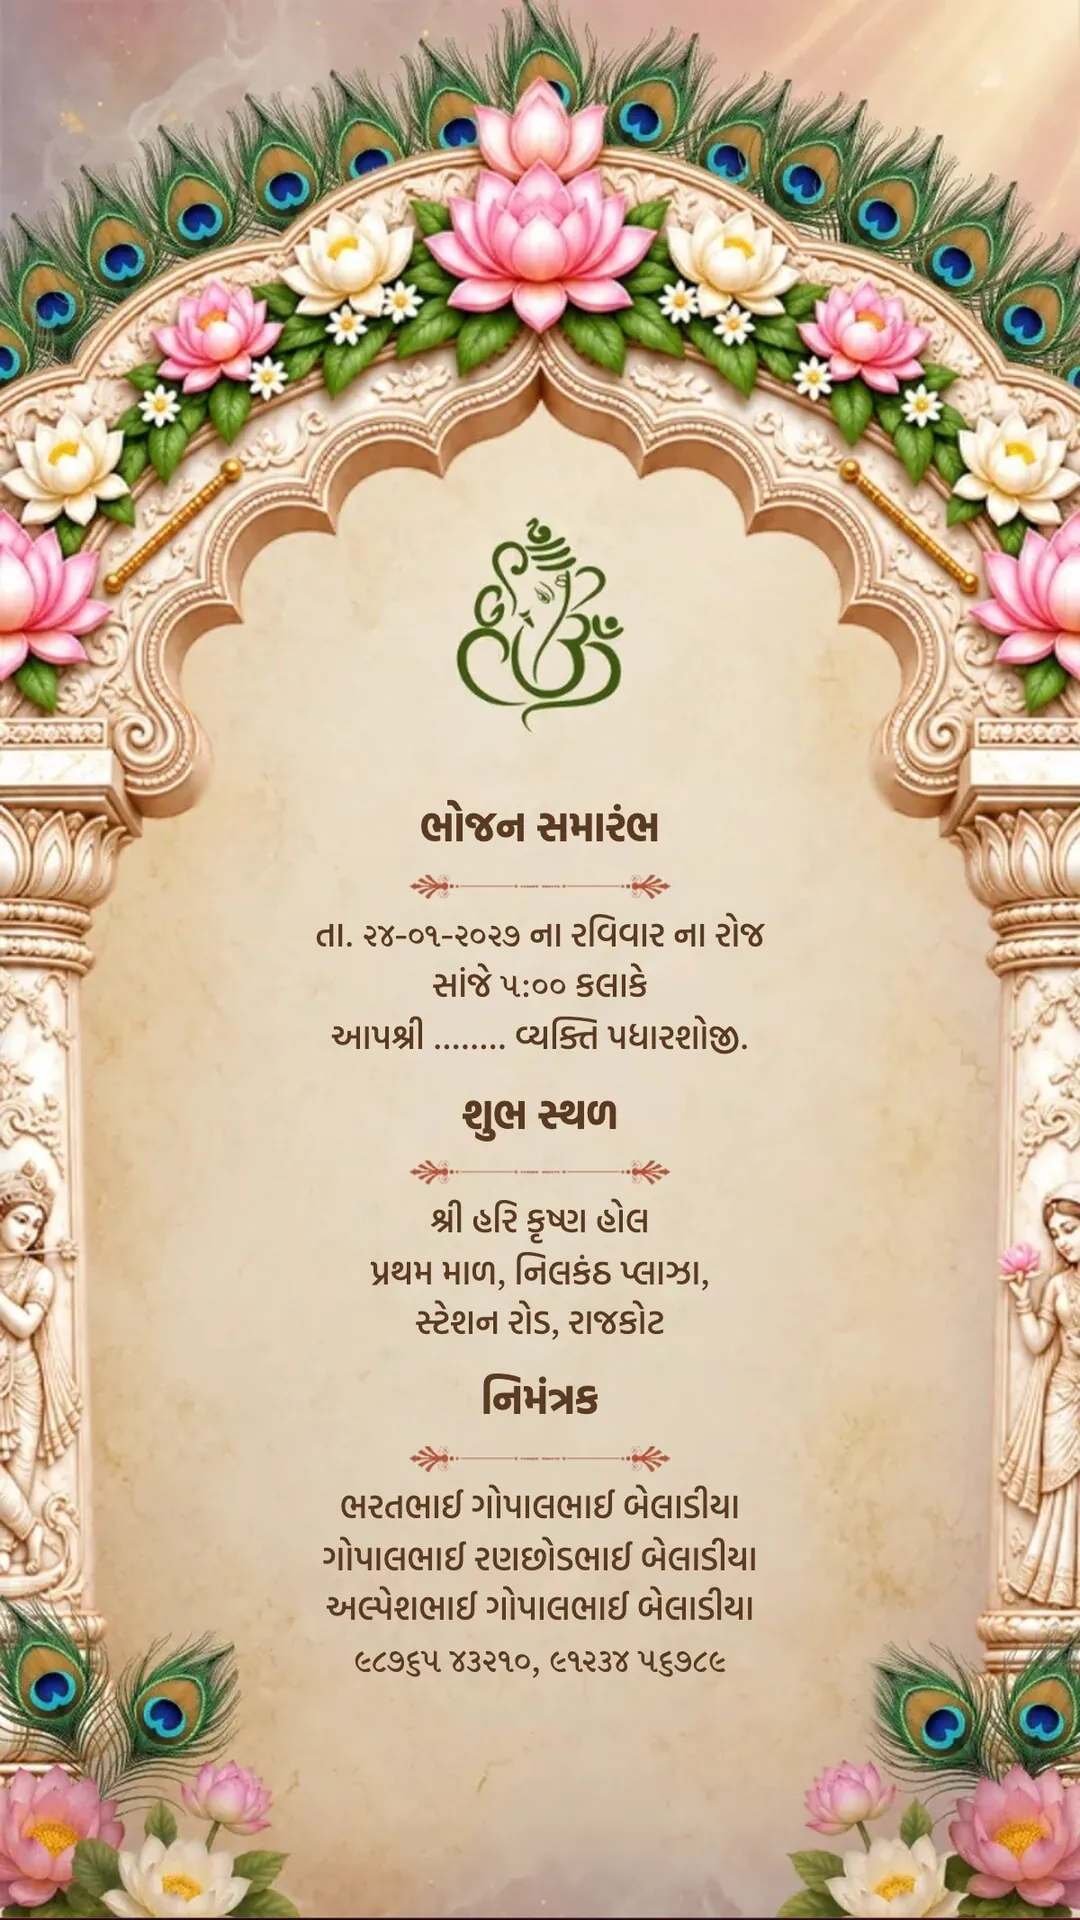 ભોજન સમારંભ
તા. ૨૪-૦૧-૨૦૨૭ ના રવિવાર ના રોજ
સાંજે ૫:૦૦ કલાકે
આપશ્રી ........ વ્યક્તિ પધારશોજી.
શુભ સ્થળ
શ્રી હરિ કૃષ્ણ હોલ
પ્રથમ માળ, નિલકંઠ પ્લાઝા,
સ્ટેશન રોડ, રાજકોટ
નિમંત્રક
ભરતભાઈ ગોપાલભાઈ બેલાડીયા
ગોપાલભાઈ રણછોડભાઈ બેલાડીયા
અલ્પેશભાઈ ગોપાલભાઈ બેલાડીયા
૯૮૭૬૫ ૪૩૨૧૦, ૯૧૨૩૪ ૫૬૭૮૯